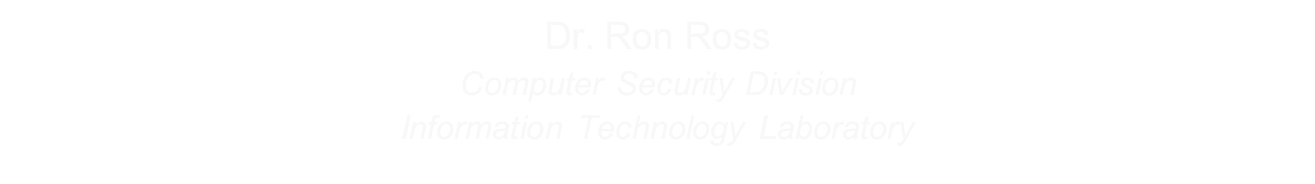 Dr. Ron Ross
Computer Security Division
Information Technology Laboratory